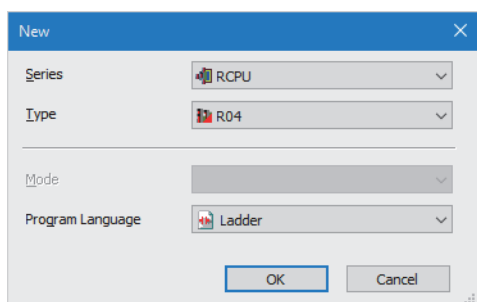 New
Series
RCPU
Type
R04
Mode
Program Language
Ladder
OK
Cancel